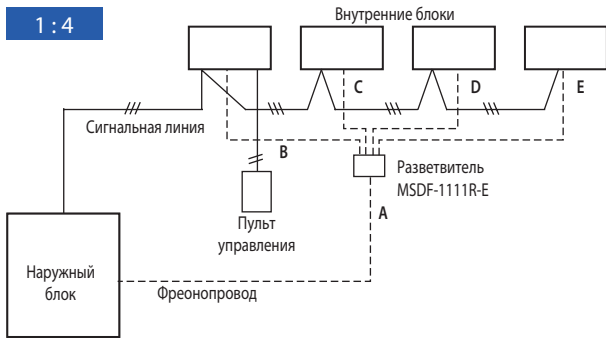 1 : 4
Внутренние блоки
C
D
E
Сигнальная линия
B
Разветвитель
MSDF-1111R-E
A
Пульт
управления
Наружный
блок
Фреонопровод